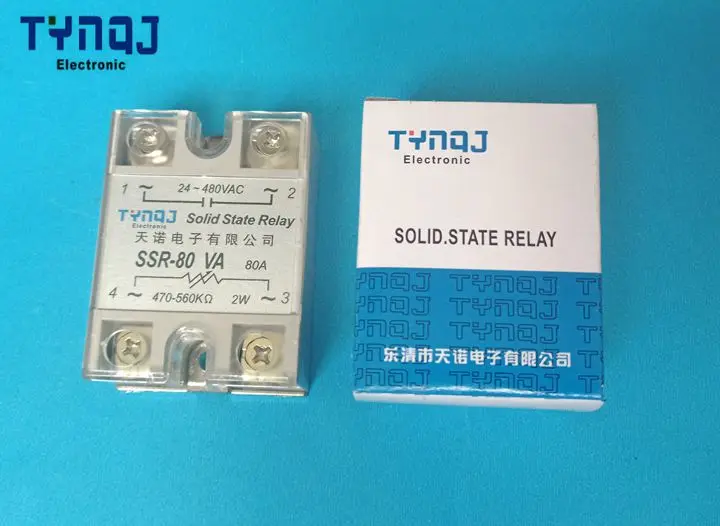 TYNQJ
Electronic
1 ~ 24~480VAC ~ 2
TYNQJ
Electronic
Solid State Relay
天诺电子有限公司
SSR-80 VA 80A
4 ~ 470-560KΩ 2W ~ 3
TYNQJ
Electronic
SOLID.STATE RELAY
TYNQJ TYNQJ TYNQJ
乐清市天诺电子有限公司
TYNQJ TYNQJ TYNQJ